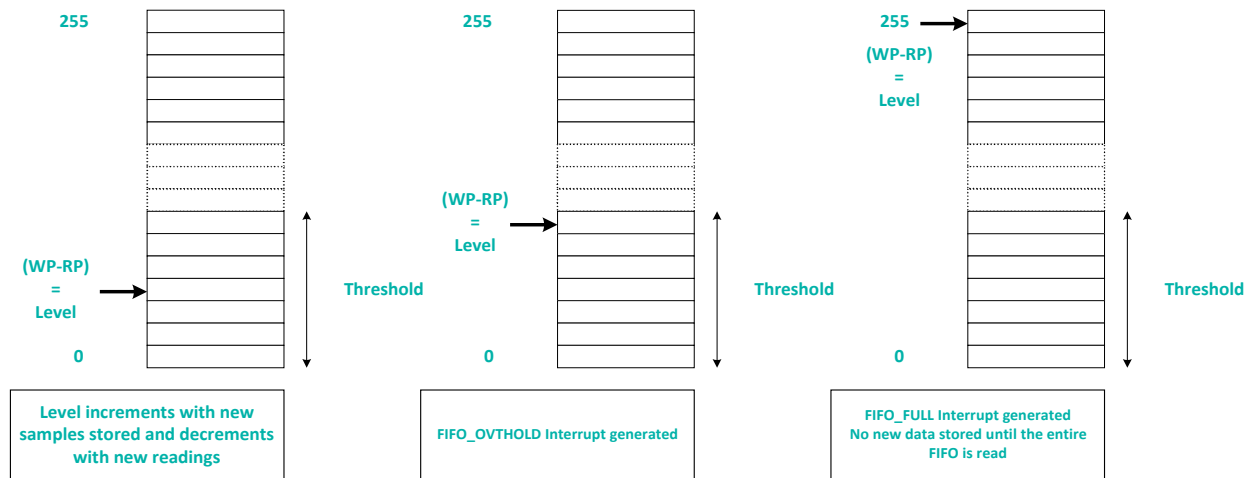 255
(WP-RP)
=
Level
Threshold
0
Level increments with new
samples stored and decrements
with new readings
255
(WP-RP)
=
Level
Threshold
0
FIFO_OVTHOLD Interrupt generated
255
(WP-RP)
=
Level
Threshold
0
FIFO_FULL Interrupt generated
No new data stored until the entire
FIFO is read